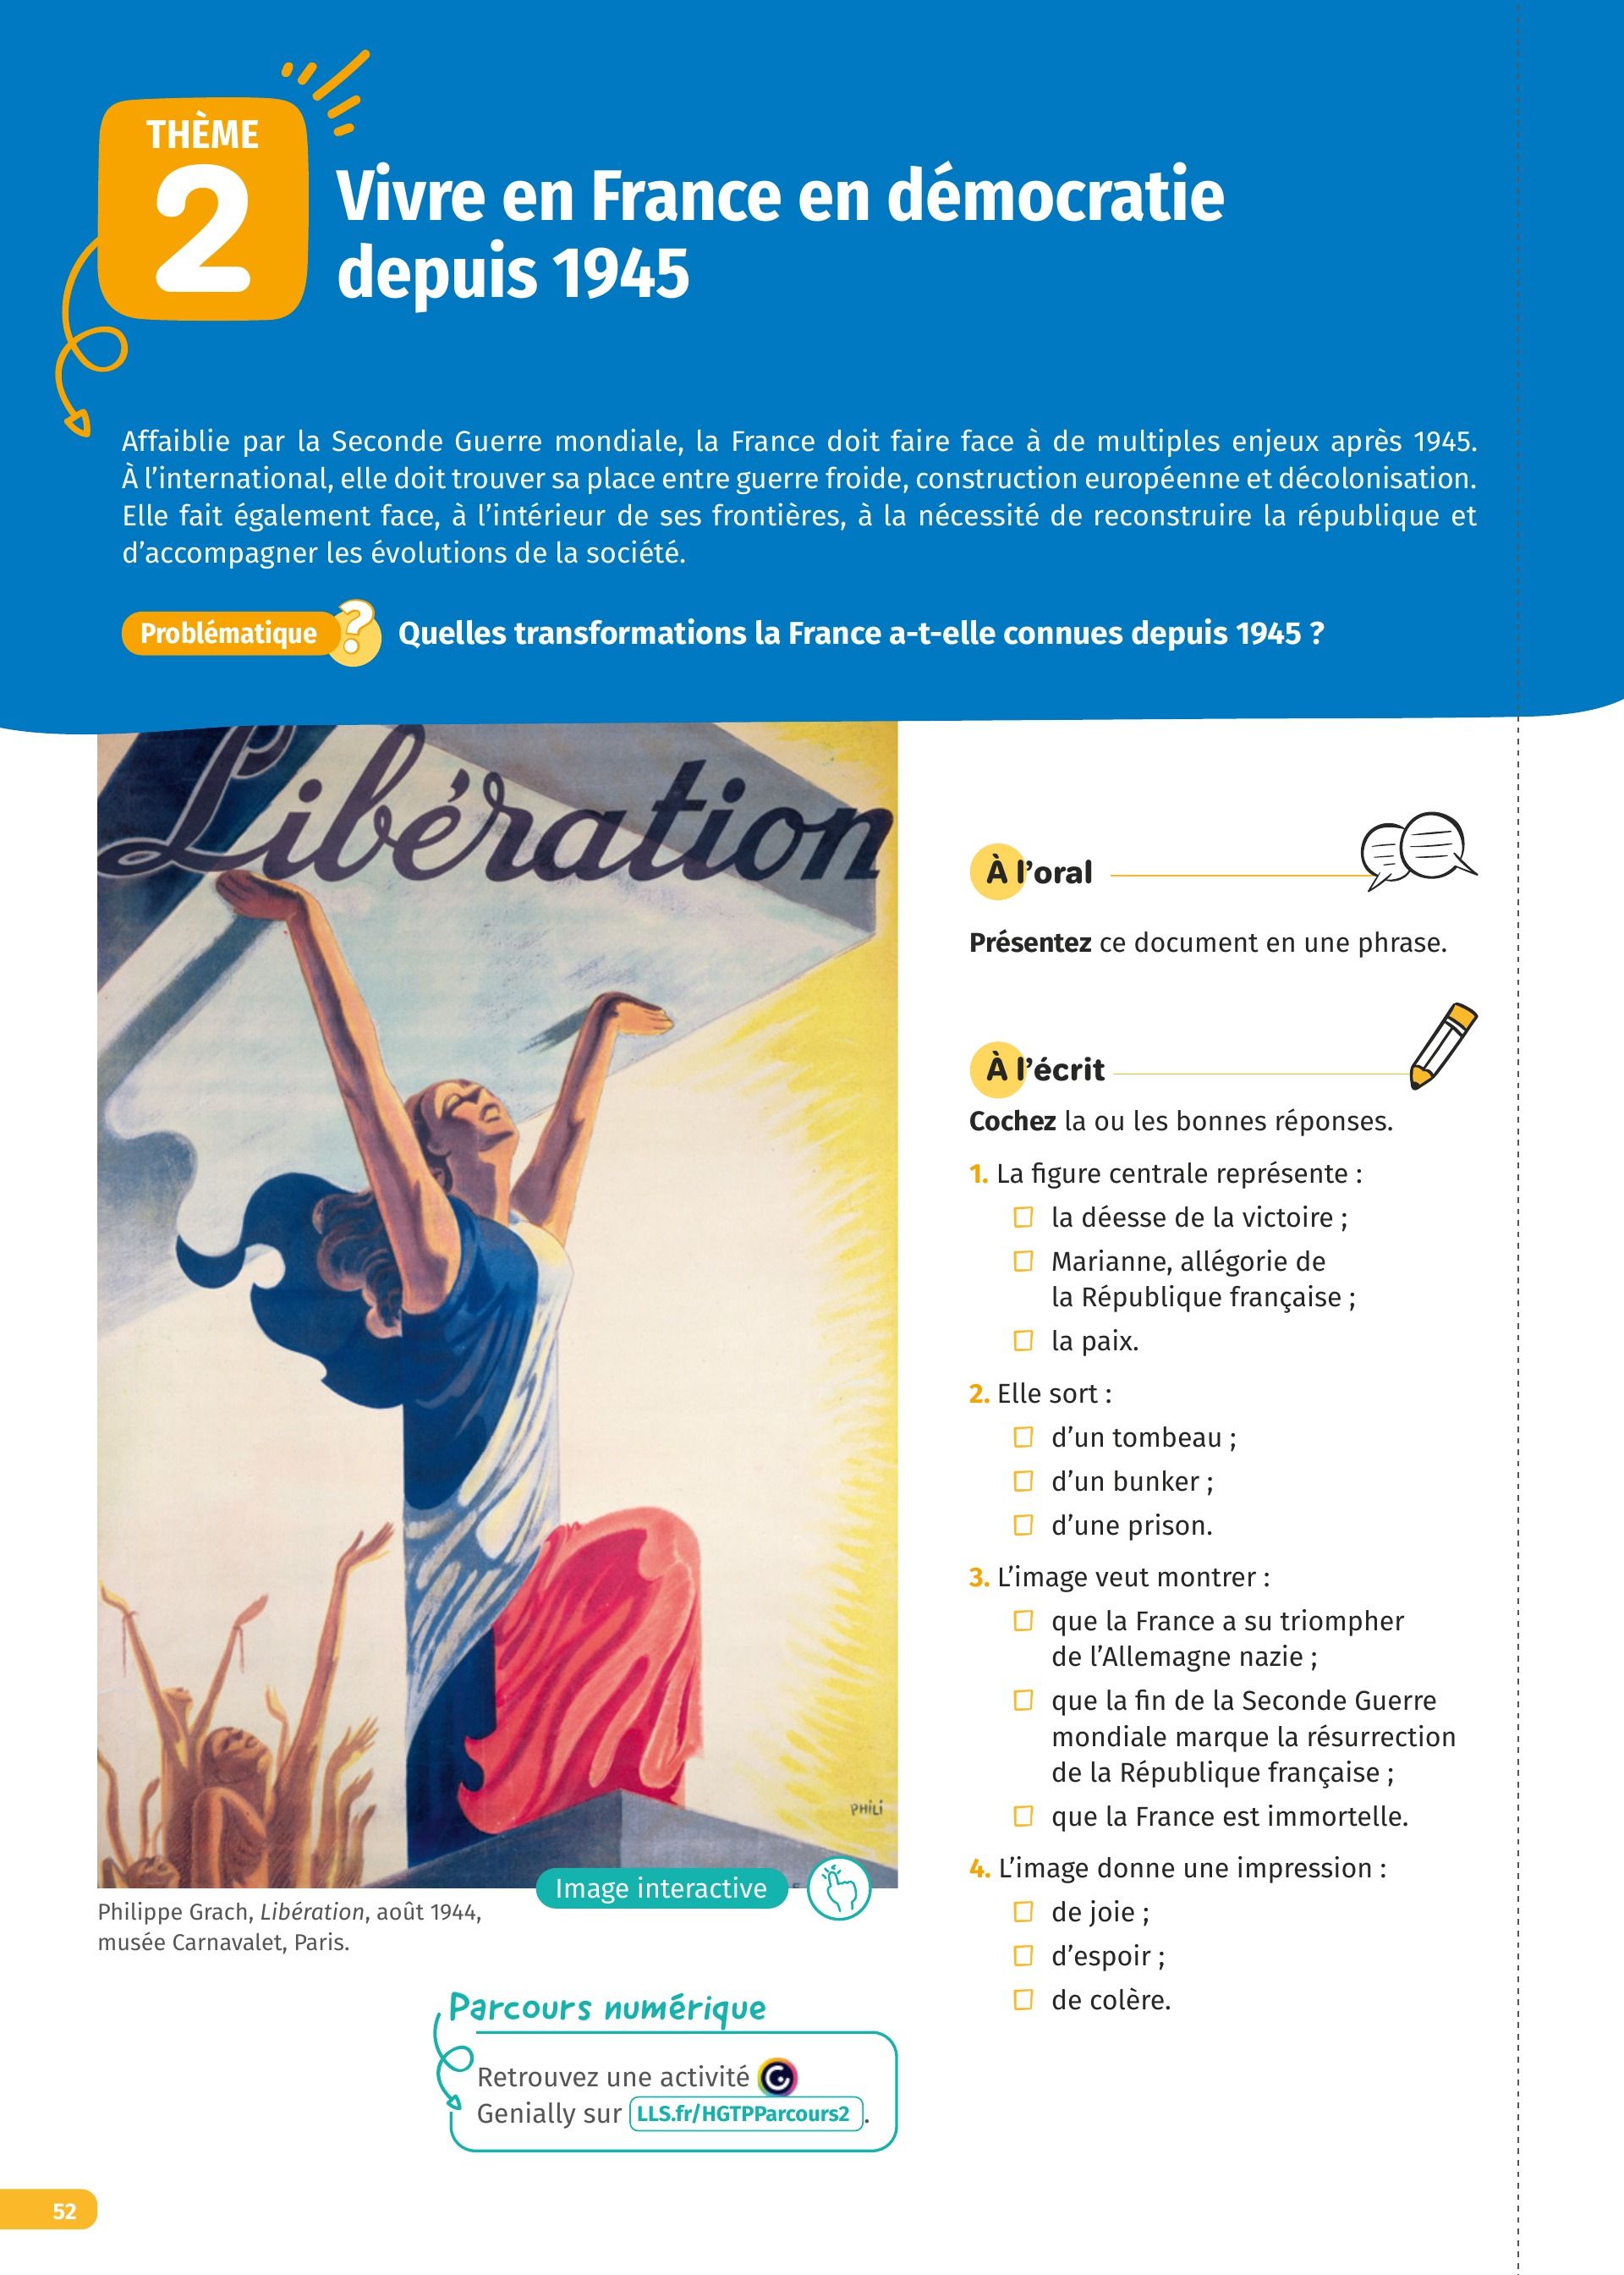 THÈME
2
Vivre en France en démocratie
depuis 1945
Affaiblie par la Seconde Guerre mondiale, la France doit faire face à de multiples enjeux après 1945.
À l’international, elle doit trouver sa place entre guerre froide, construction européenne et décolonisation.
Elle fait également face, à l’intérieur de ses frontières, à la nécessité de reconstruire la république et
d’accompagner les évolutions de la société.
Problématique ?
Quelles transformations la France a-t-elle connues depuis 1945 ?
Libération
PHiLi
Image interactive
Philippe Grach, Libération, août 1944,
musée Carnavalet, Paris.
Parcours numérique
Retrouvez une activité
Genially sur LLS.fr/HGTPParcours2 .
À l’oral
Présentez ce document en une phrase.
À l’écrit
Cochez la ou les bonnes réponses.
1. La figure centrale représente :
la déesse de la victoire ;
Marianne, allégorie de
la République française ;
la paix.
2. Elle sort :
d’un tombeau ;
d’un bunker ;
d’une prison.
3. L’image veut montrer :
que la France a su triompher
de l’Allemagne nazie ;
que la fin de la Seconde Guerre
mondiale marque la résurrection
de la République française ;
que la France est immortelle.
4. L’image donne une impression :
de joie ;
d’espoir ;
de colère.
52